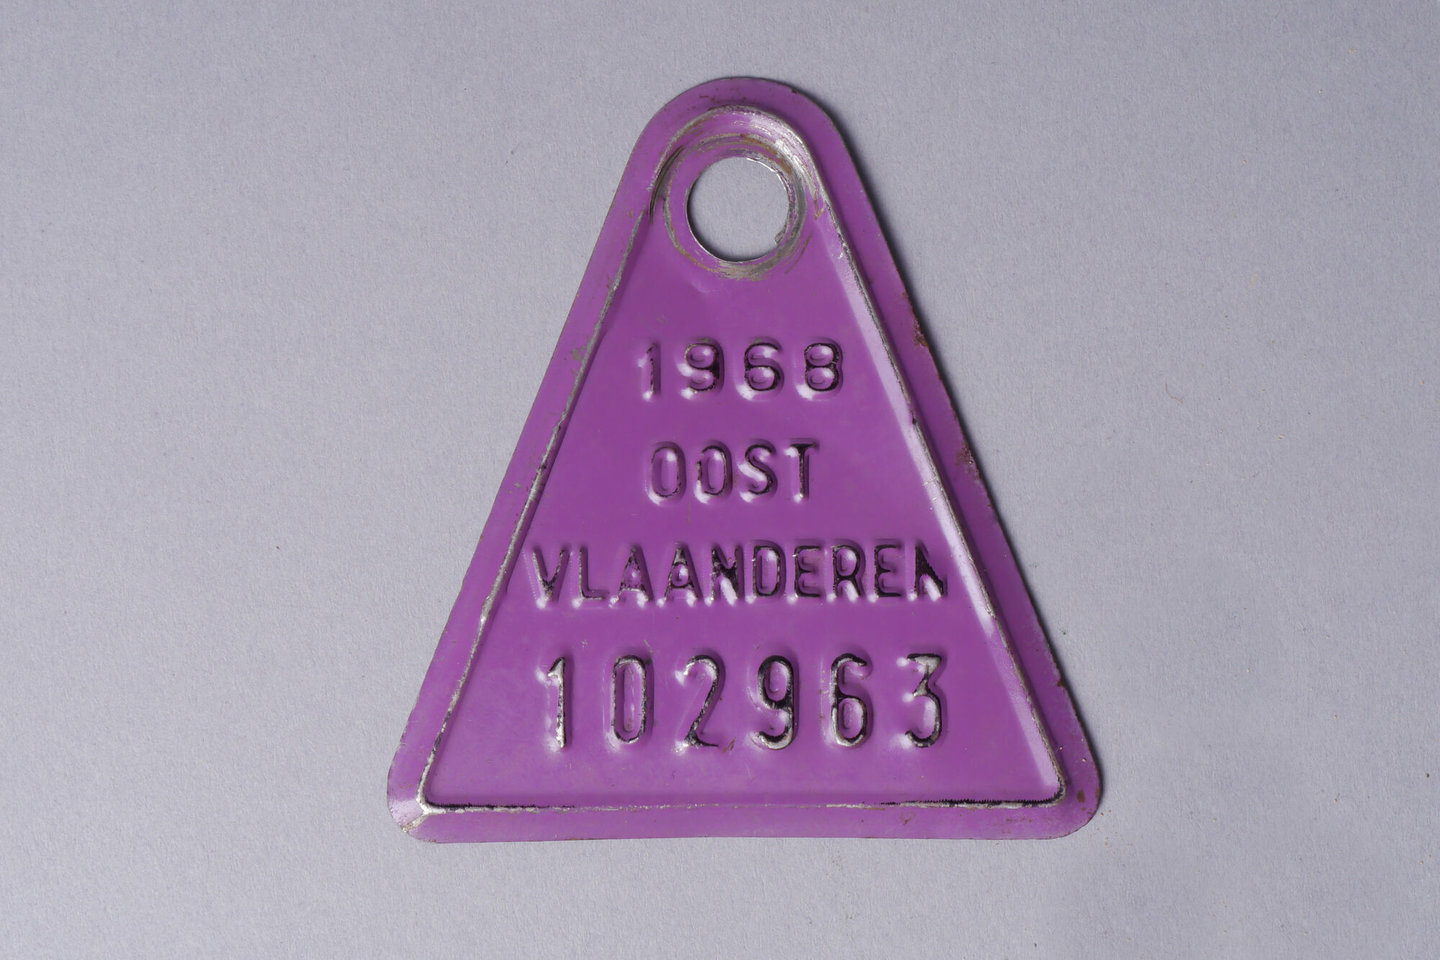 1968
OOST
VLAANDEREN
102963